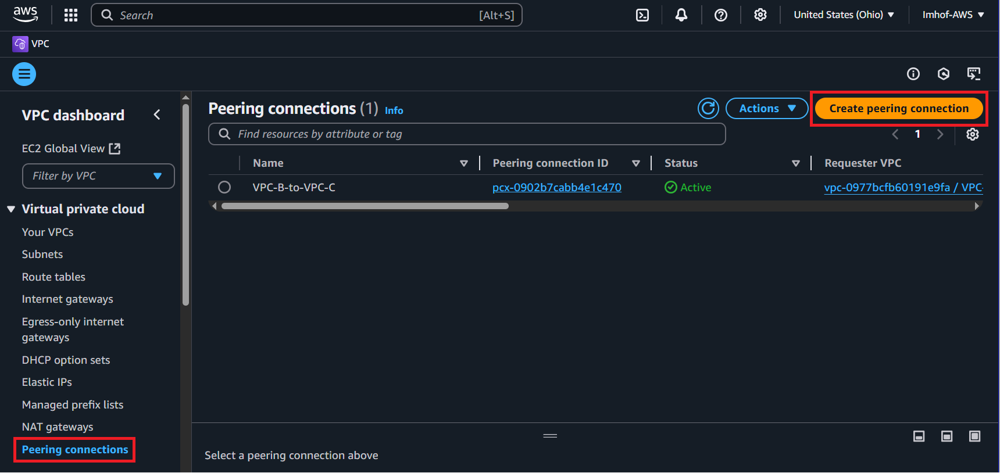 aws
Search [Alt+S]
United States (Ohio)
Imhof-AWS
VPC
VPC dashboard
EC2 Global View
Filter by VPC
Virtual private cloud
Your VPCs
Subnets
Route tables
Internet gateways
Egress-only internet
gateways
DHCP option sets
Elastic IPs
Managed prefix lists
NAT gateways
Peering connections
Peering connections (1) Info
Actions
Create peering connection
Find resources by attribute or tag
1
Name Peering connection ID Status Requester VPC
VPC-B-to-VPC-C pcx-0902b7cabb4e1c470 Active vpc-0977bcfb60191e9fa / VPC-
Select a peering connection above